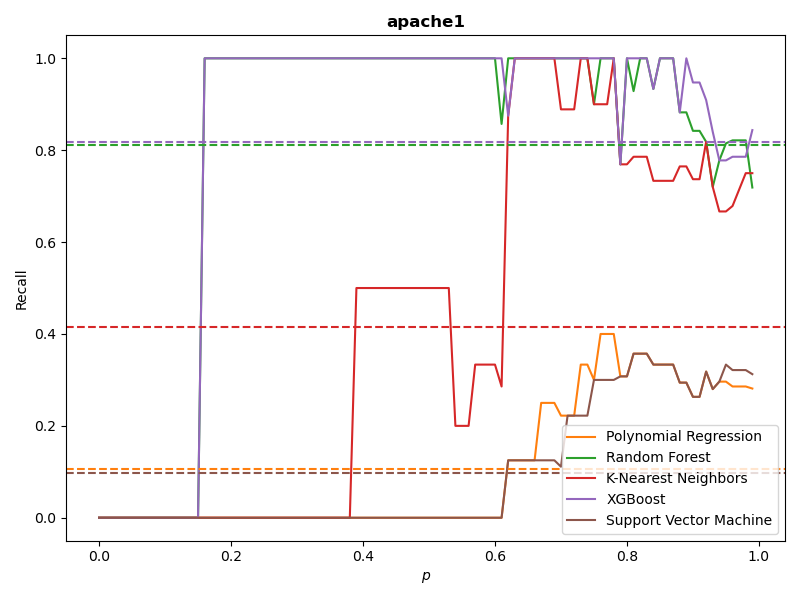 apache1
Recall
1.0
0.8
0.6
0.4
0.2
0.0
0.0 0.2 0.4 0.6 0.8 1.0
p
Polynomial Regression
Random Forest
K-Nearest Neighbors
XGBoost
Support Vector Machine